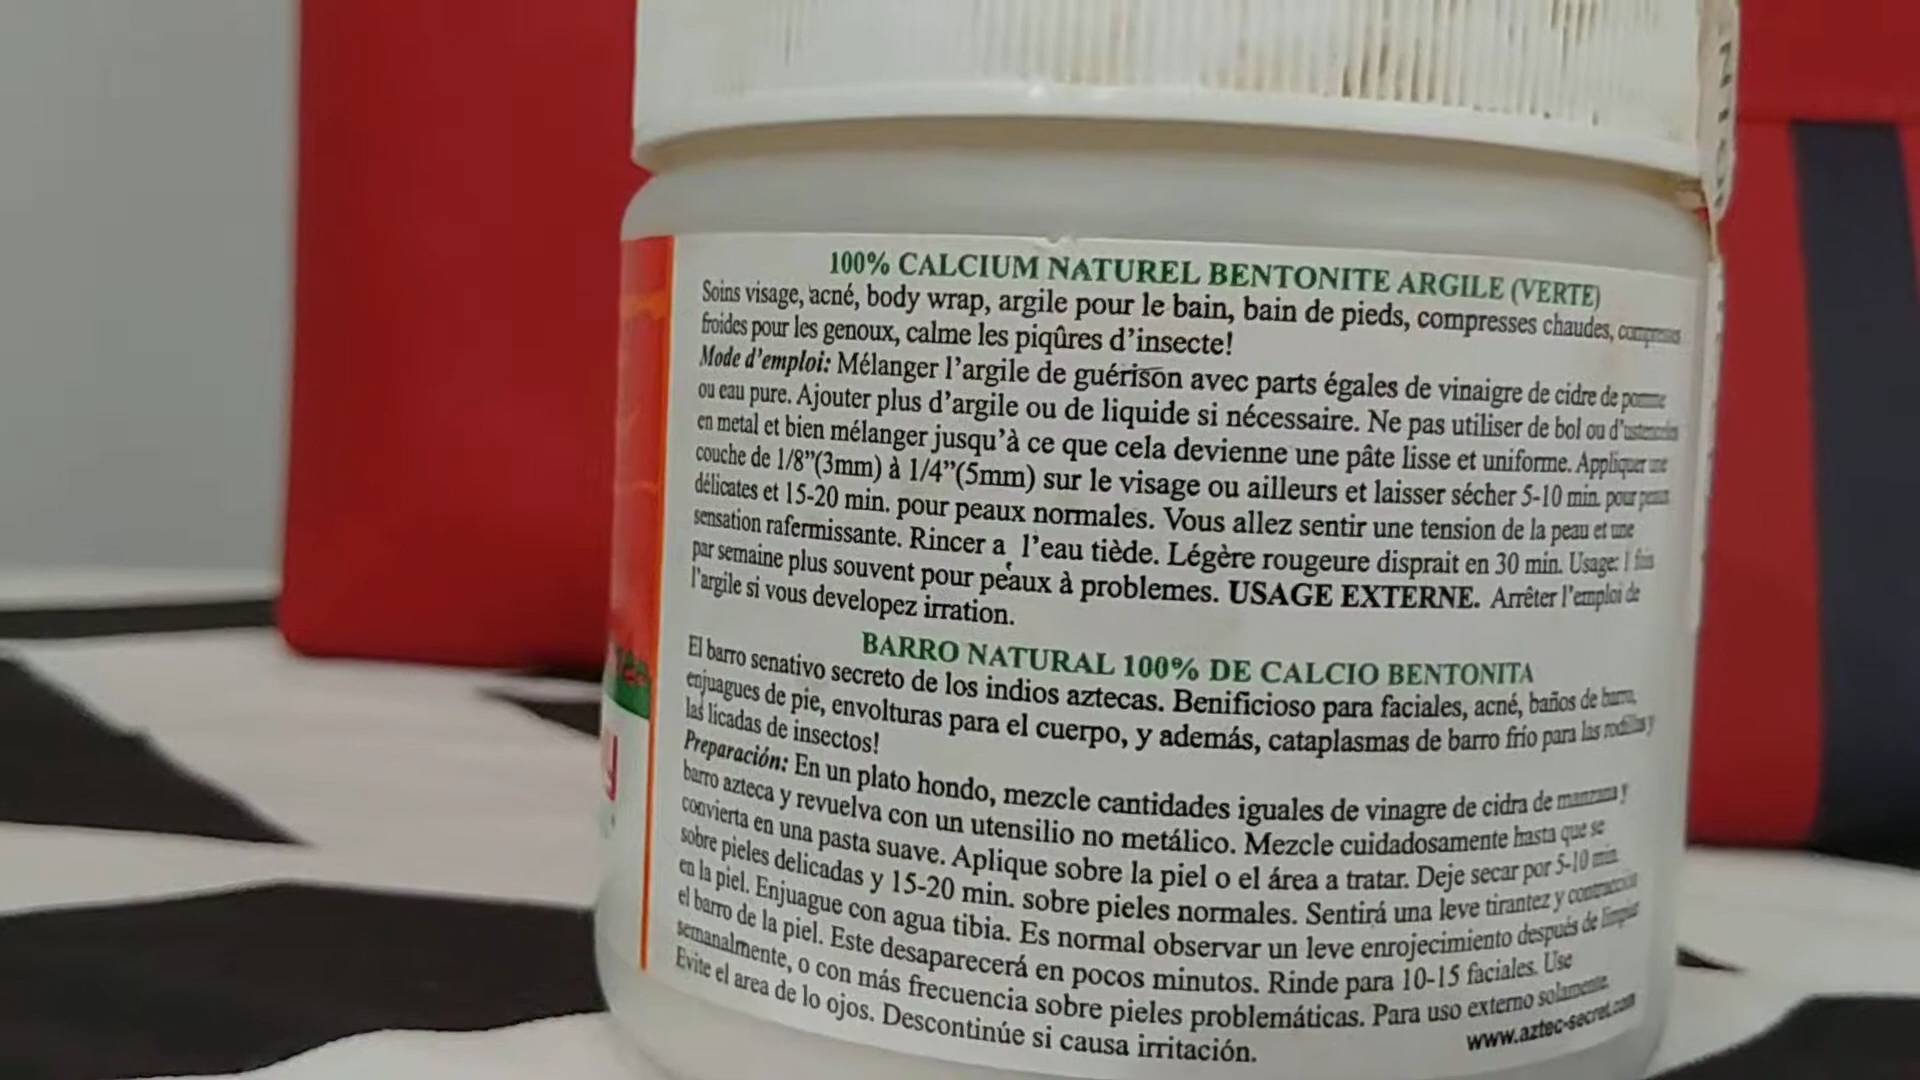 100% CALCIUM NATUREL BENTONITE ARGILE (VERTE)
Soins visage, acné, body wrap, argile pour le bain, bain de pieds, compresses chaudes, compresses
froides pour les genoux, calme les piqûres d'insecte!
Mode d'emploi: Mélanger l'argile de guérison avec parts égales de vinaigre de cidre de pomme
ou eau pure. Ajouter plus d'argile ou de liquide si nécessaire. Ne pas utiliser de bol ou d'ustensiles
en metal et bien mélanger jusqu'à ce que cela devienne une pâte lisse et uniforme. Appliquer une
couche de 1/8”(3mm) à 1/4”(5mm) sur le visage ou ailleurs et laisser sécher 5-10 min. pour peaux
délicates et 15-20 min. pour peaux normales. Vous allez sentir une tension de la peau et une
sensation rafermissante. Rincer a l'eau tiède. Légère rougeure disprait en 30 min. Usage: 1 fois
par semaine plus souvent pour peaux à problemes. USAGE EXTERNE. Arrêter l'emploi de
l'argile si vous developez irration.
BARRO NATURAL 100% DE CALCIO BENTONITA
El barro senativo secreto de los indios aztecas. Benificioso para faciales, acné, baños de barro,
enjuagues de pie, envolturas para el cuerpo, y además, cataplasmas de barro frío para las rodillas y
las licadas de insectos!
Preparación: En un plato hondo, mezcle cantidades iguales de vinagre de cidra de manzana y
barro azteca y revuelva con un utensilio no metálico. Mezcle cuidadosamente hasta que se
convierta en una pasta suave. Aplique sobre la piel o el área a tratar. Deje secar por 5-10 min.
sobre pieles delicadas y 15-20 min. sobre pieles normales. Sentirá una leve tirantez y contracción
en la piel. Enjuague con agua tibia. Es normal observar un leve enrojecimiento después de limpiar
el barro de la piel. Este desaparecerá en pocos minutos. Rinde para 10-15 faciales. Use
semanalmente, o con más frecuencia sobre pieles problemáticas. Para uso externo solamente.
Evite el area de lo ojos. Descontinúe si causa irritación.
www.aztec-secret.com